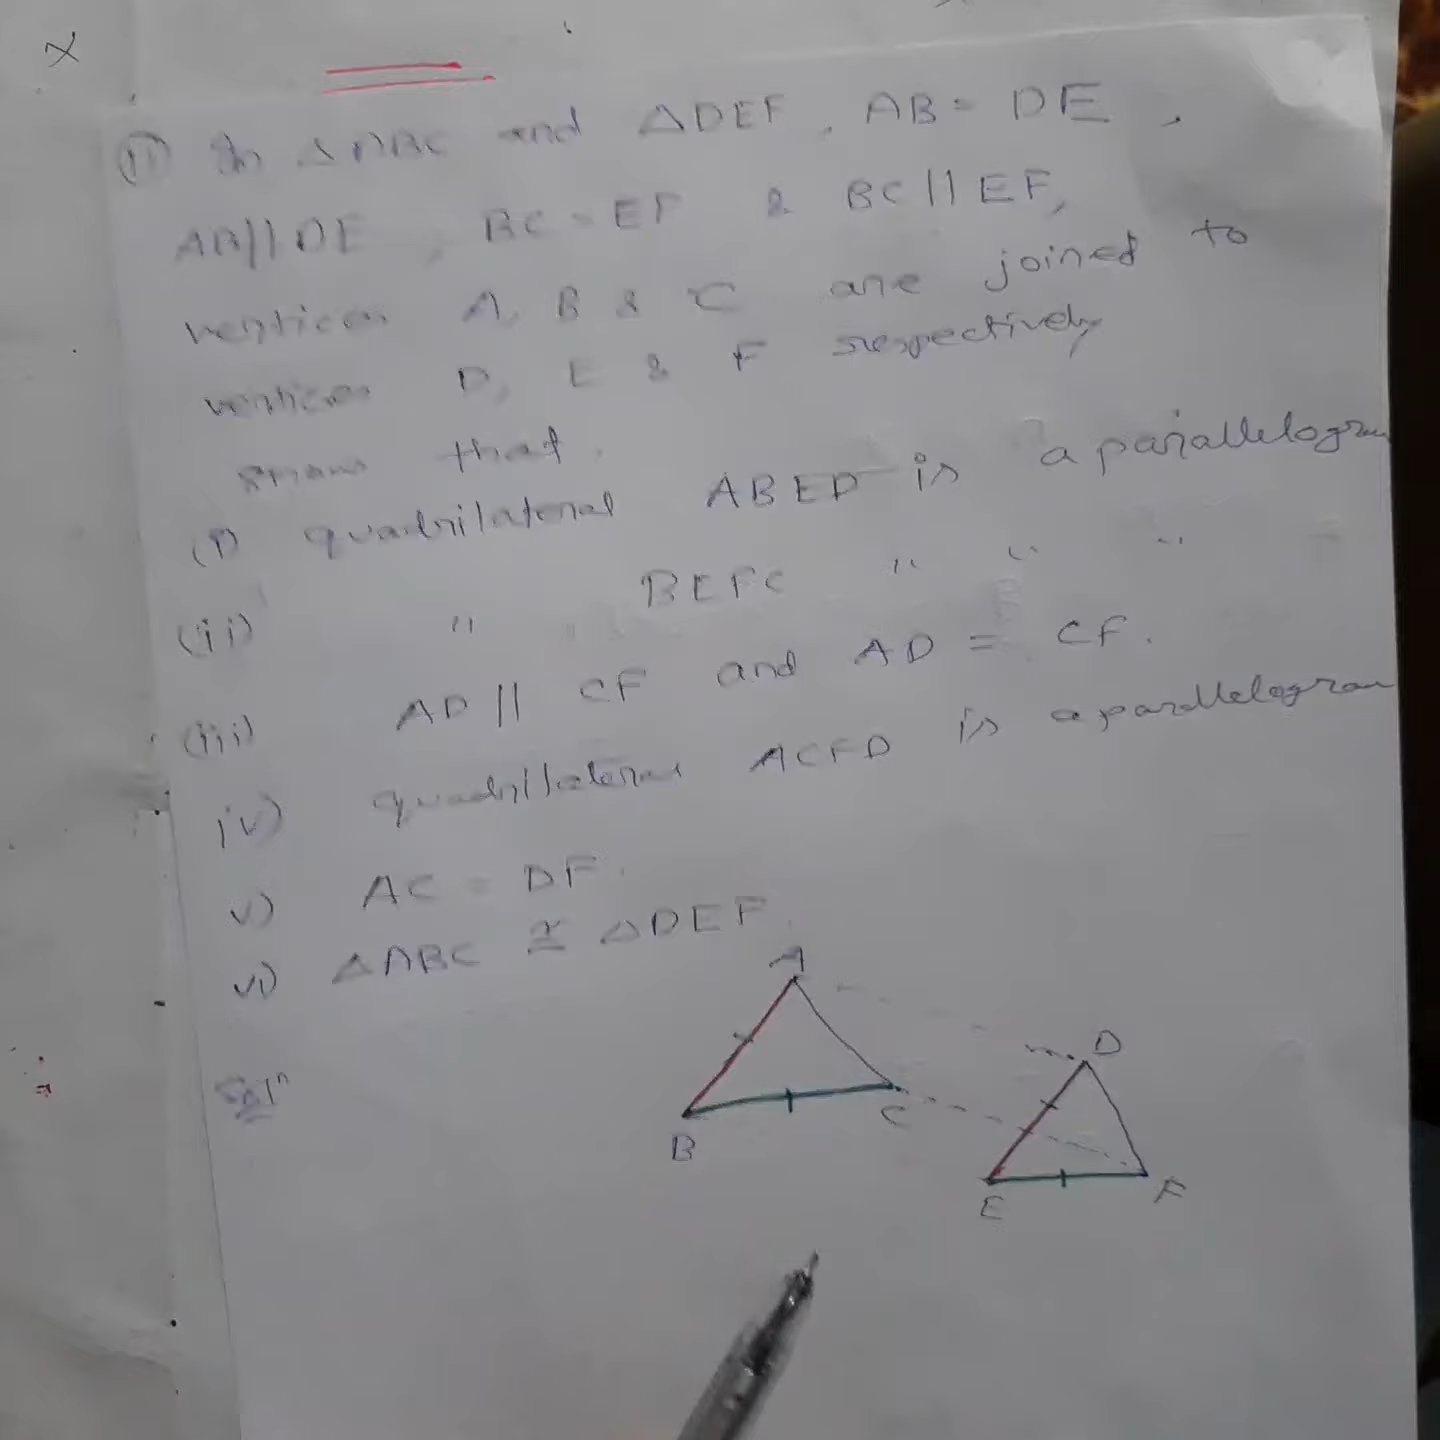 X
11 In △ABC and △DEF, AB = DE,
AB||DE, BC = EF & BC||EF,
vertices A, B & C are joined to
vertices D, E & F respectively
show that.
(i) quadrilateral ABED is a parallelogram
(ii) " BEFC " " "
(iii) AD || CF and AD = CF.
iv) quadrilateral ACFD is a parallelogram
v) AC = DF.
vi) △ABC ≅ △DEF.
Solⁿ
A
D
B
C
E
F